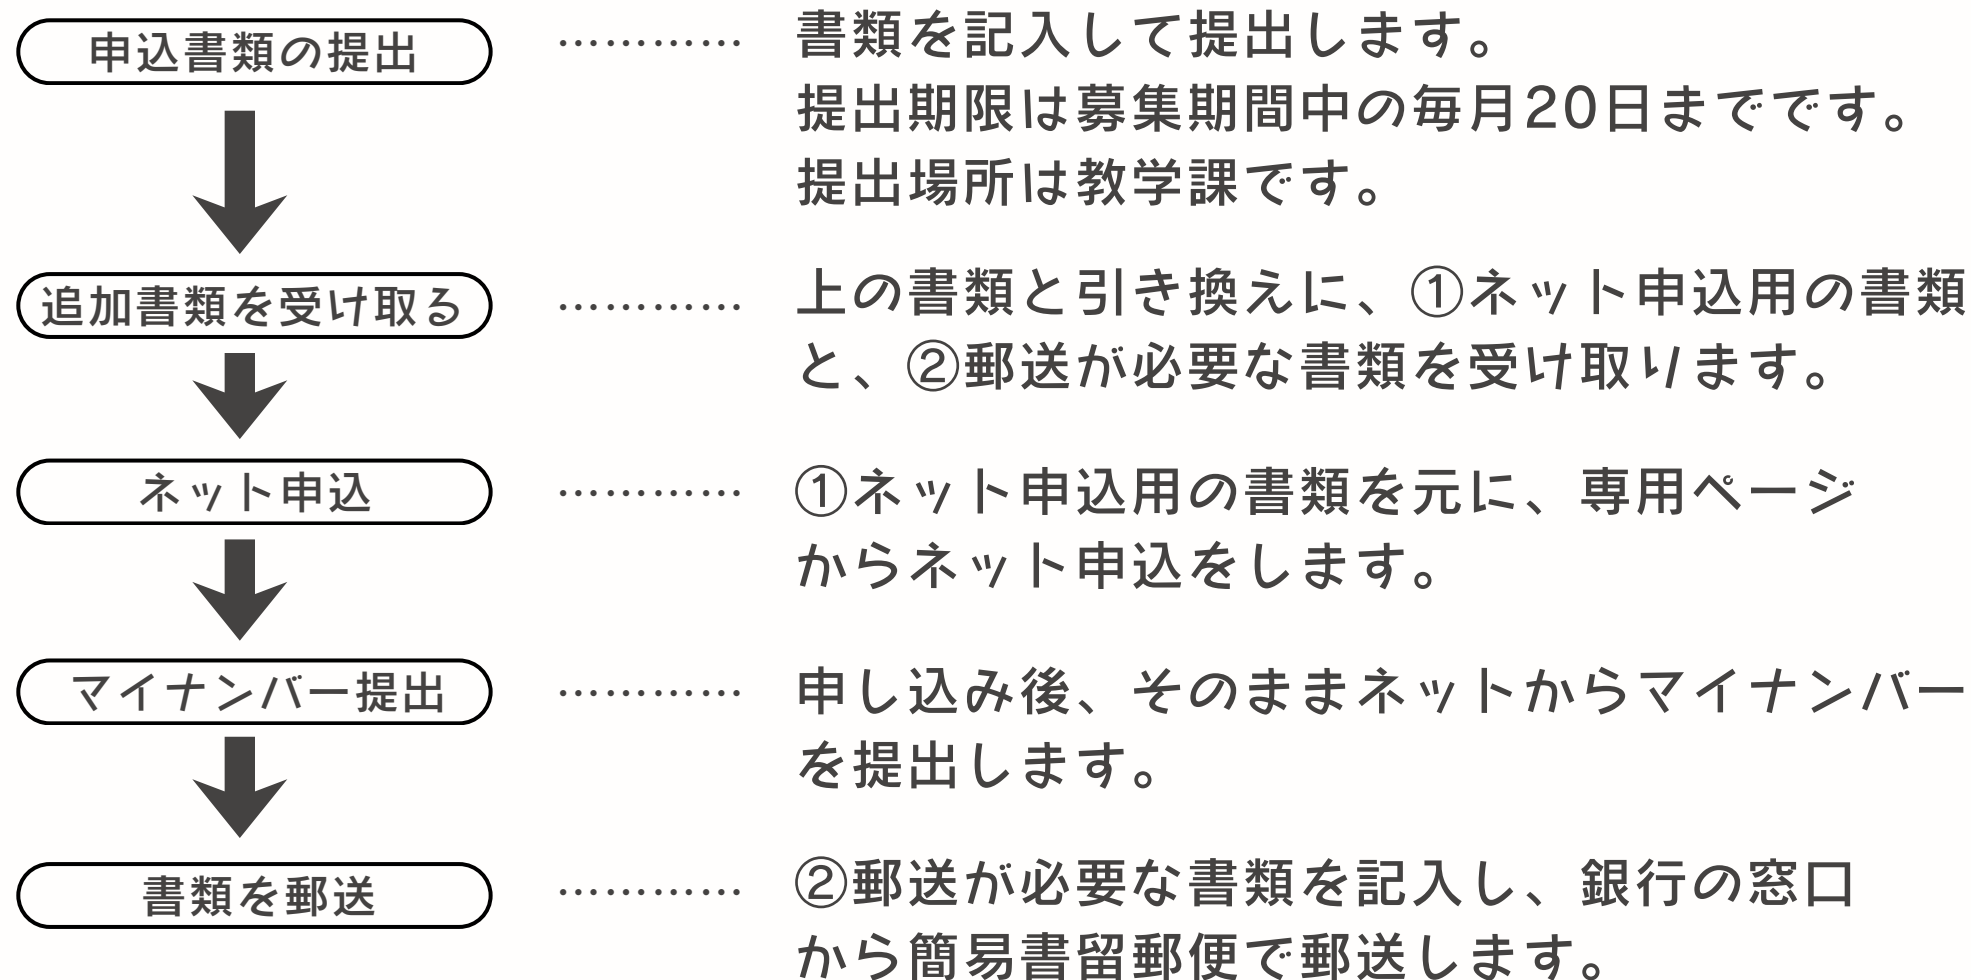 申込書類の提出 ………… 書類を記入して提出します。
提出期限は募集期間中の毎月20日までです。
提出場所は教学課です。
追加書類を受け取る ………… 上の書類と引き換えに、①ネット申込用の書類
と、②郵送が必要な書類を受け取ります。
ネット申込 ………… ①ネット申込用の書類を元に、専用ページ
からネット申込をします。
マイナンバー提出 ………… 申し込み後、そのままネットからマイナンバー
を提出します。
書類を郵送 ………… ②郵送が必要な書類を記入し、銀行の窓口
から簡易書留郵便で郵送します。